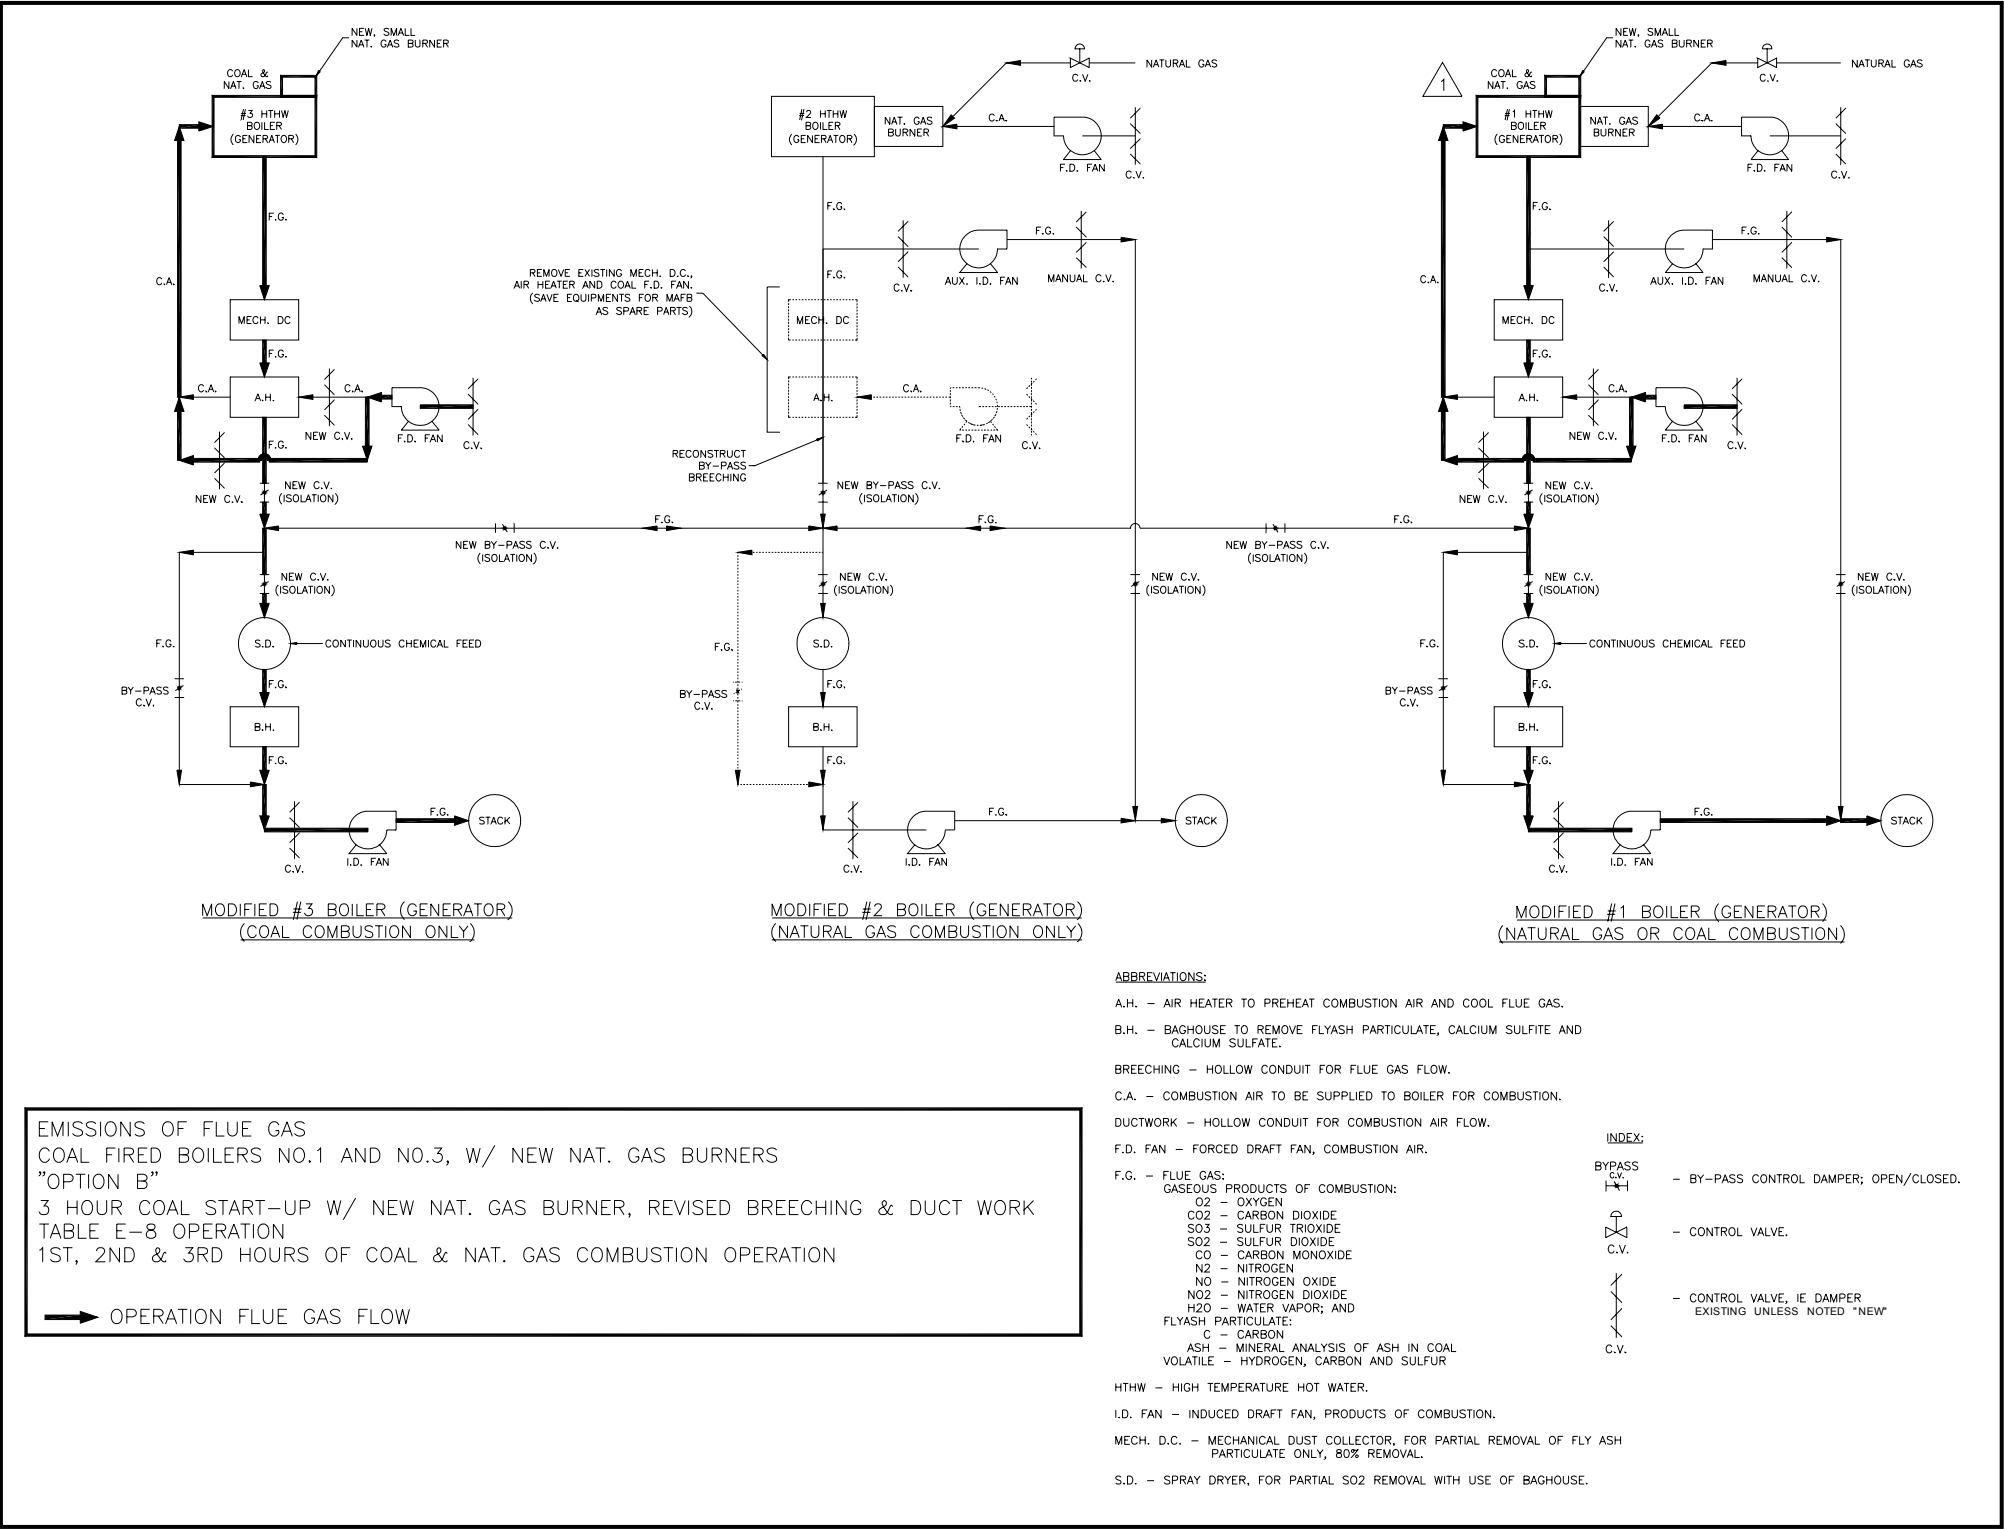 NEW, SMALL
NAT. GAS BURNER
COAL &
NAT. GAS
#3 HTHW
BOILER
(GENERATOR)
F.G.
C.A.
MECH. DC
F.G.
C.A.
A.H.
C.A.
F.D. FAN
C.V.
NEW C.V.
F.G.
NEW C.V.
NEW C.V.
(ISOLATION)
F.G.
NEW BY-PASS C.V.
(ISOLATION)
NEW C.V.
(ISOLATION)
F.G.
S.D.
CONTINUOUS CHEMICAL FEED
F.G.
BY-PASS
C.V.
B.H.
F.G.
F.G.
STACK
I.D. FAN
C.V.
MODIFIED #3 BOILER (GENERATOR)
(COAL COMBUSTION ONLY)
C.V.
NATURAL GAS
#2 HTHW
BOILER
(GENERATOR)
NAT. GAS
BURNER
C.A.
F.D. FAN
C.V.
F.G.
F.G.
F.G.
C.V.
AUX. I.D. FAN
MANUAL C.V.
REMOVE EXISTING MECH. D.C.,
AIR HEATER AND COAL F.D. FAN.
(SAVE EQUIPMENTS FOR MAFB
AS SPARE PARTS)
MECH. DC
A.H.
C.A.
F.D. FAN
C.V.
RECONSTRUCT
BY-PASS
BREECHING
NEW BY-PASS C.V.
(ISOLATION)
F.G.
NEW BY-PASS C.V.
(ISOLATION)
NEW C.V.
(ISOLATION)
NEW C.V.
(ISOLATION)
F.G.
S.D.
F.G.
BY-PASS
C.V.
B.H.
F.G.
F.G.
STACK
I.D. FAN
C.V.
MODIFIED #2 BOILER (GENERATOR)
(NATURAL GAS COMBUSTION ONLY)
1
NEW, SMALL
NAT. GAS BURNER
COAL &
NAT. GAS
C.V.
NATURAL GAS
#1 HTHW
BOILER
(GENERATOR)
NAT. GAS
BURNER
C.A.
F.D. FAN
C.V.
F.G.
F.G.
C.V.
AUX. I.D. FAN
MANUAL C.V.
C.A.
MECH. DC
F.G.
C.A.
A.H.
F.D. FAN
C.V.
NEW C.V.
NEW C.V.
NEW C.V.
(ISOLATION)
F.G.
NEW C.V.
(ISOLATION)
NEW C.V.
(ISOLATION)
F.G.
S.D.
CONTINUOUS CHEMICAL FEED
F.G.
BY-PASS
C.V.
B.H.
F.G.
F.G.
STACK
I.D. FAN
C.V.
MODIFIED #1 BOILER (GENERATOR)
(NATURAL GAS OR COAL COMBUSTION)
ABBREVIATIONS:
A.H. - AIR HEATER TO PREHEAT COMBUSTION AIR AND COOL FLUE GAS.
B.H. - BAGHOUSE TO REMOVE FLYASH PARTICULATE, CALCIUM SULFITE AND
CALCIUM SULFATE.
BREECHING - HOLLOW CONDUIT FOR FLUE GAS FLOW.
C.A. - COMBUSTION AIR TO BE SUPPLIED TO BOILER FOR COMBUSTION.
DUCTWORK - HOLLOW CONDUIT FOR COMBUSTION AIR FLOW.
F.D. FAN - FORCED DRAFT FAN, COMBUSTION AIR.
F.G. - FLUE GAS:
GASEOUS PRODUCTS OF COMBUSTION:
O2 - OXYGEN
CO2 - CARBON DIOXIDE
SO3 - SULFUR TRIOXIDE
SO2 - SULFUR DIOXIDE
CO - CARBON MONOXIDE
N2 - NITROGEN
NO - NITROGEN OXIDE
NO2 - NITROGEN DIOXIDE
H2O - WATER VAPOR; AND
FLYASH PARTICULATE:
C - CARBON
ASH - MINERAL ANALYSIS OF ASH IN COAL
VOLATILE - HYDROGEN, CARBON AND SULFUR
HTHW - HIGH TEMPERATURE HOT WATER.
I.D. FAN - INDUCED DRAFT FAN, PRODUCTS OF COMBUSTION.
MECH. D.C. - MECHANICAL DUST COLLECTOR, FOR PARTIAL REMOVAL OF FLY ASH
PARTICULATE ONLY, 80% REMOVAL.
S.D. - SPRAY DRYER, FOR PARTIAL SO2 REMOVAL WITH USE OF BAGHOUSE.
INDEX:
BYPASS
C.V.
- BY-PASS CONTROL DAMPER; OPEN/CLOSED.
C.V.
- CONTROL VALVE.
- CONTROL VALVE, IE DAMPER
EXISTING UNLESS NOTED "NEW"
C.V.
EMISSIONS OF FLUE GAS
COAL FIRED BOILERS NO.1 AND NO.3, W/ NEW NAT. GAS BURNERS
"OPTION B"
3 HOUR COAL START-UP W/ NEW NAT. GAS BURNER, REVISED BREECHING & DUCT WORK
TABLE E-8 OPERATION
1ST, 2ND & 3RD HOURS OF COAL & NAT. GAS COMBUSTION OPERATION
OPERATION FLUE GAS FLOW